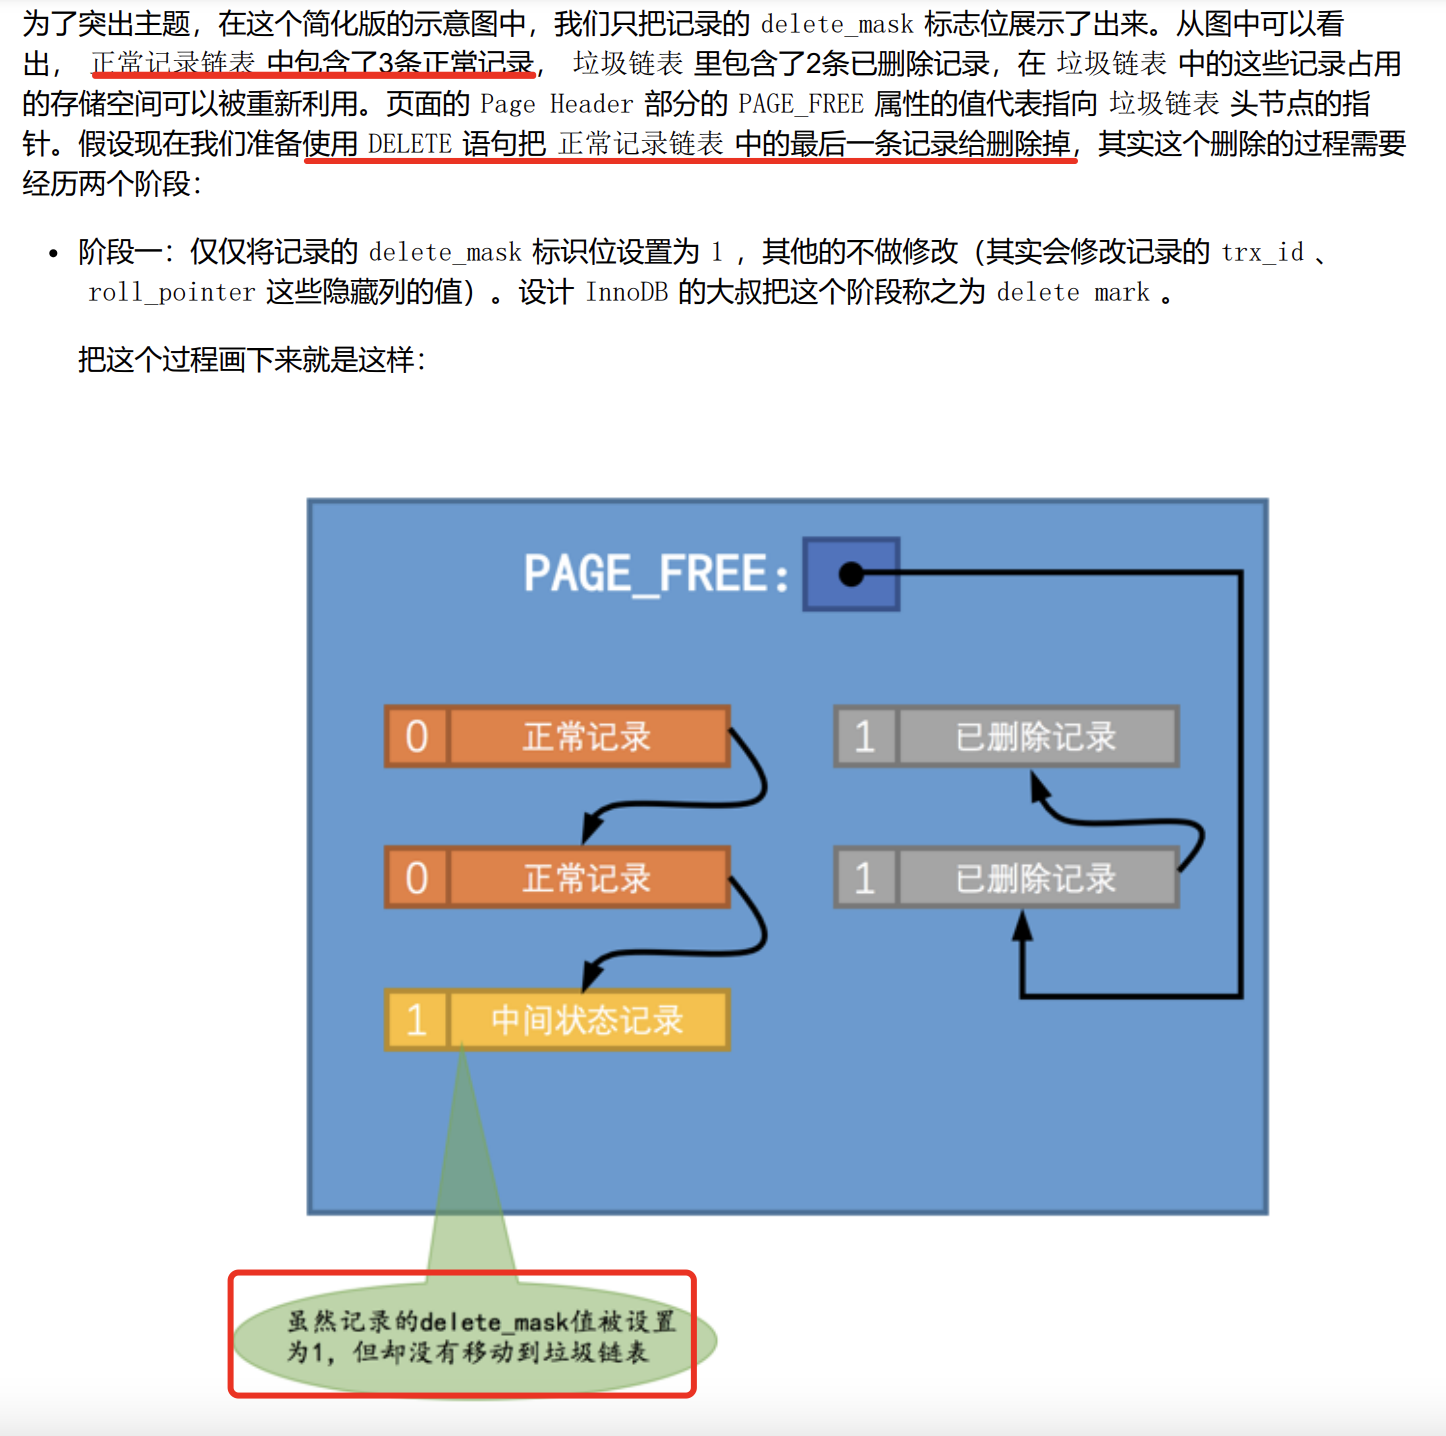 为了突出主题，在这个简化版的示意图中，我们只把记录的 delete_mask 标志位展示了出来。从图中可以看
出， 正常记录链表 中包含了3条正常记录， 垃圾链表 里包含了2条已删除记录，在 垃圾链表 中的这些记录占用
的存储空间可以被重新利用。页面的 Page Header 部分的 PAGE_FREE 属性的值代表指向 垃圾链表 头节点的指
针。假设现在我们准备使用 DELETE 语句把 正常记录链表 中的最后一条记录给删除掉，其实这个删除的过程需要
经历两个阶段：
• 阶段一：仅仅将记录的 delete_mask 标识位设置为 1 ，其他的不做修改（其实会修改记录的 trx_id 、
roll_pointer 这些隐藏列的值）。设计 InnoDB 的大叔把这个阶段称之为 delete mark 。
把这个过程画下来就是这样：
PAGE_FREE：
0 正常记录
1 已删除记录
0 正常记录
1 已删除记录
1 中间状态记录
虽然记录的delete_mask值被设置
为1，但却没有移动到垃圾链表